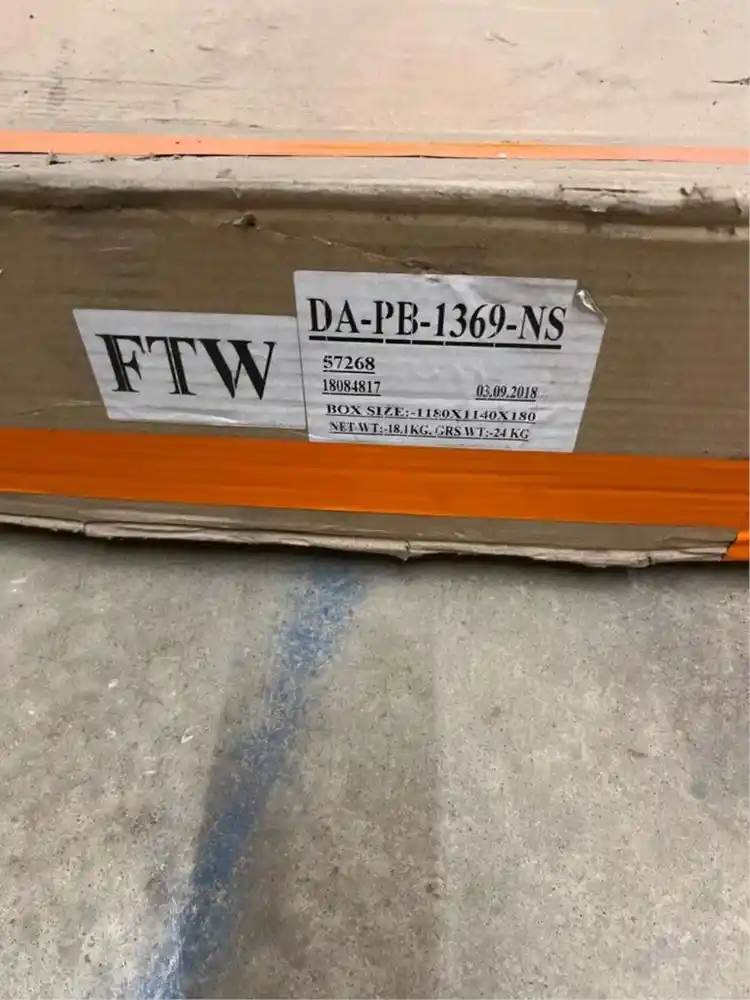 FTW
DA-PB-1369-NS
57268
18084817
03.09.2018
BOX SIZE:-1180X1140X180
NET WT:-18.1KG, GRS WT:-24 KG